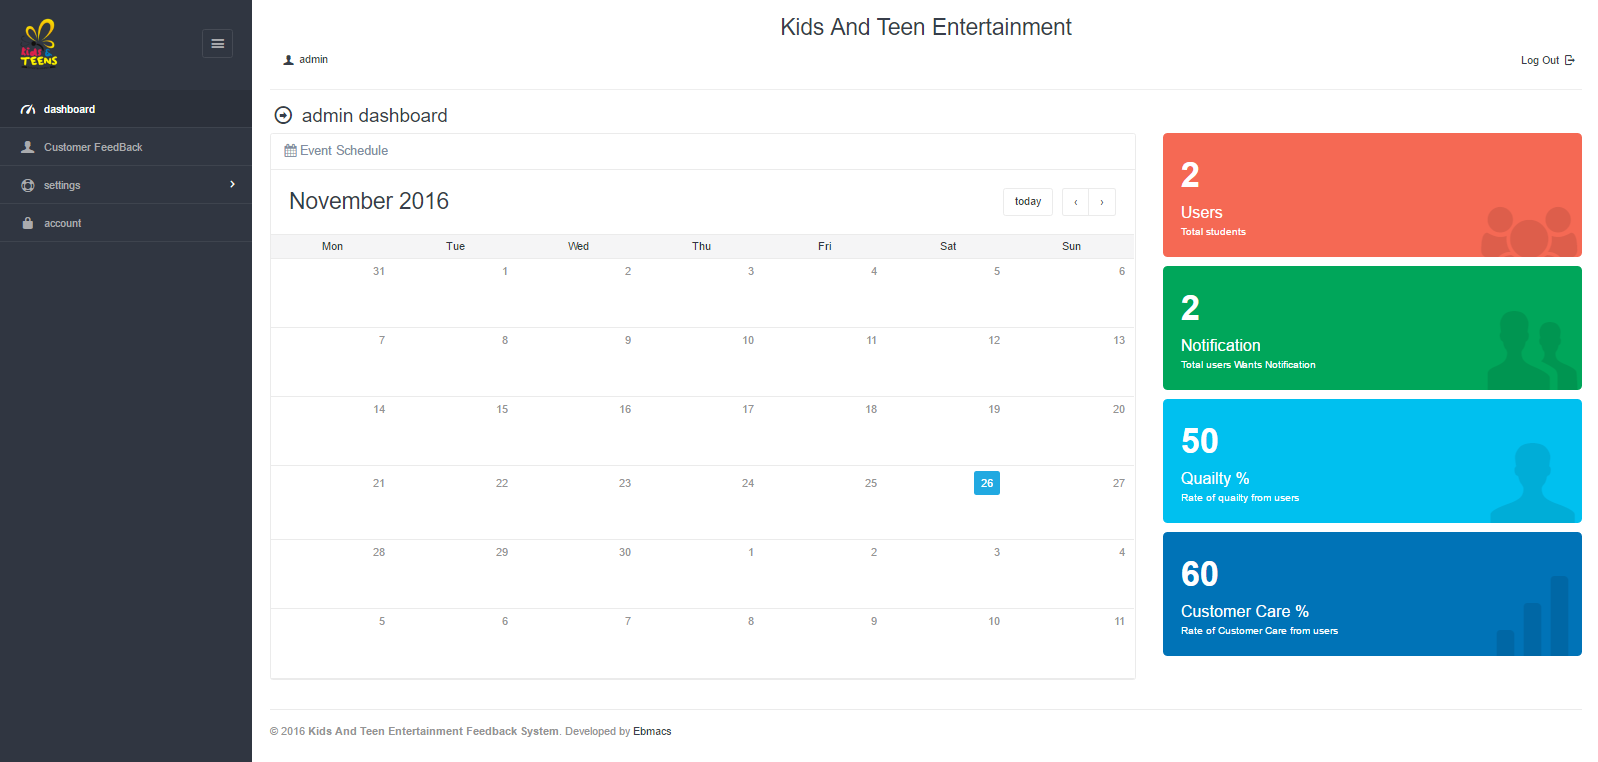 Kids
TEENS
dashboard
Customer FeedBack
settings
account
Kids And Teen Entertainment
admin
Log Out
admin dashboard
Event Schedule
November 2016
today ‹ ›
Mon Tue Wed Thu Fri Sat Sun
31 1 2 3 4 5 6
7 8 9 10 11 12 13
14 15 16 17 18 19 20
21 22 23 24 25 26 27
28 29 30 1 2 3 4
5 6 7 8 9 10 11
2
Users
Total students
2
Notification
Total users Wants Notification
50
Quailty %
Rate of quailty from users
60
Customer Care %
Rate of Customer Care from users
© 2016 Kids And Teen Entertainment Feedback System. Developed by Ebmacs